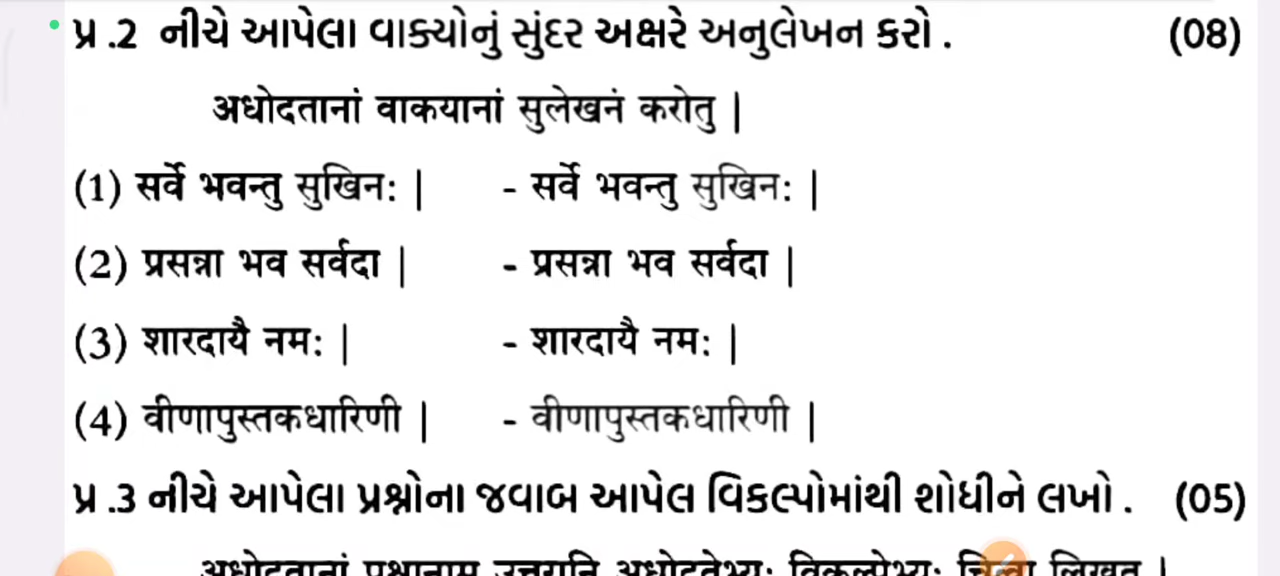 પ્ર.2 નીચે આપેલા વાક્યોનું સુંદર અક્ષરે અનુલેખન કરો. (08)
अधोदतानां वाकयानां सुलेखनं करोतु |
(1) सर्वे भवन्तु सुखिनः | - सर्वे भवन्तु सुखिनः |
(2) प्रसन्ना भव सर्वदा | - प्रसन्ना भव सर्वदा |
(3) शारदायै नमः | - शारदायै नमः |
(4) वीणापुस्तकधारिणी | - वीणापुस्तकधारिणी |
પ્ર.3 નીચે આપેલા પ્રશ્નોના જવાબ આપેલ વિકલ્પોમાંથી શોધીને લખો. (05)